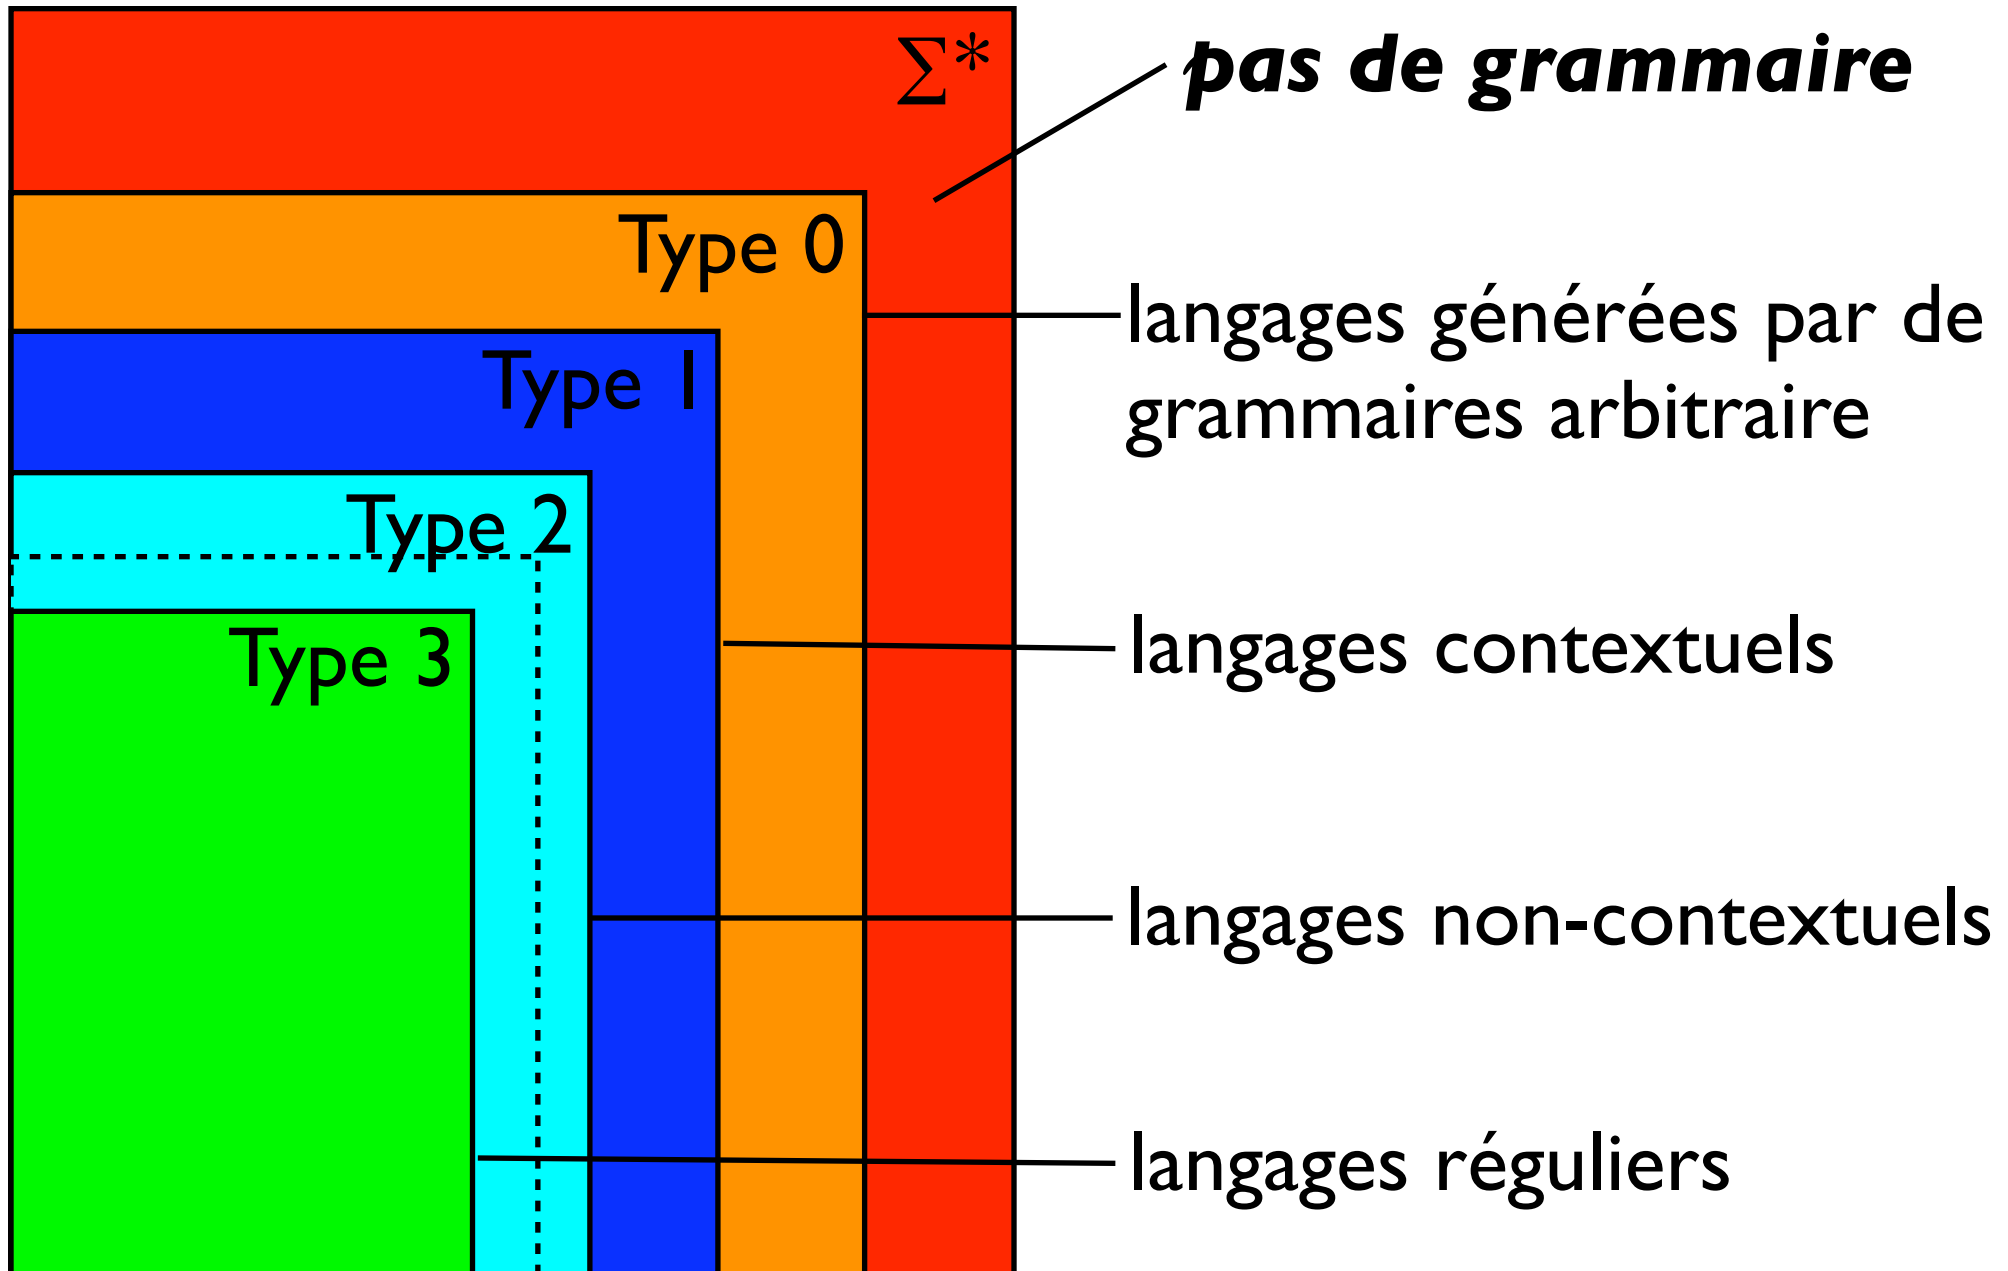 Σ*
pas de grammaire
Type 0
langages générées par de
grammaires arbitraire
Type 1
Type 2
langages contextuels
Type 3
langages non-contextuels
langages réguliers